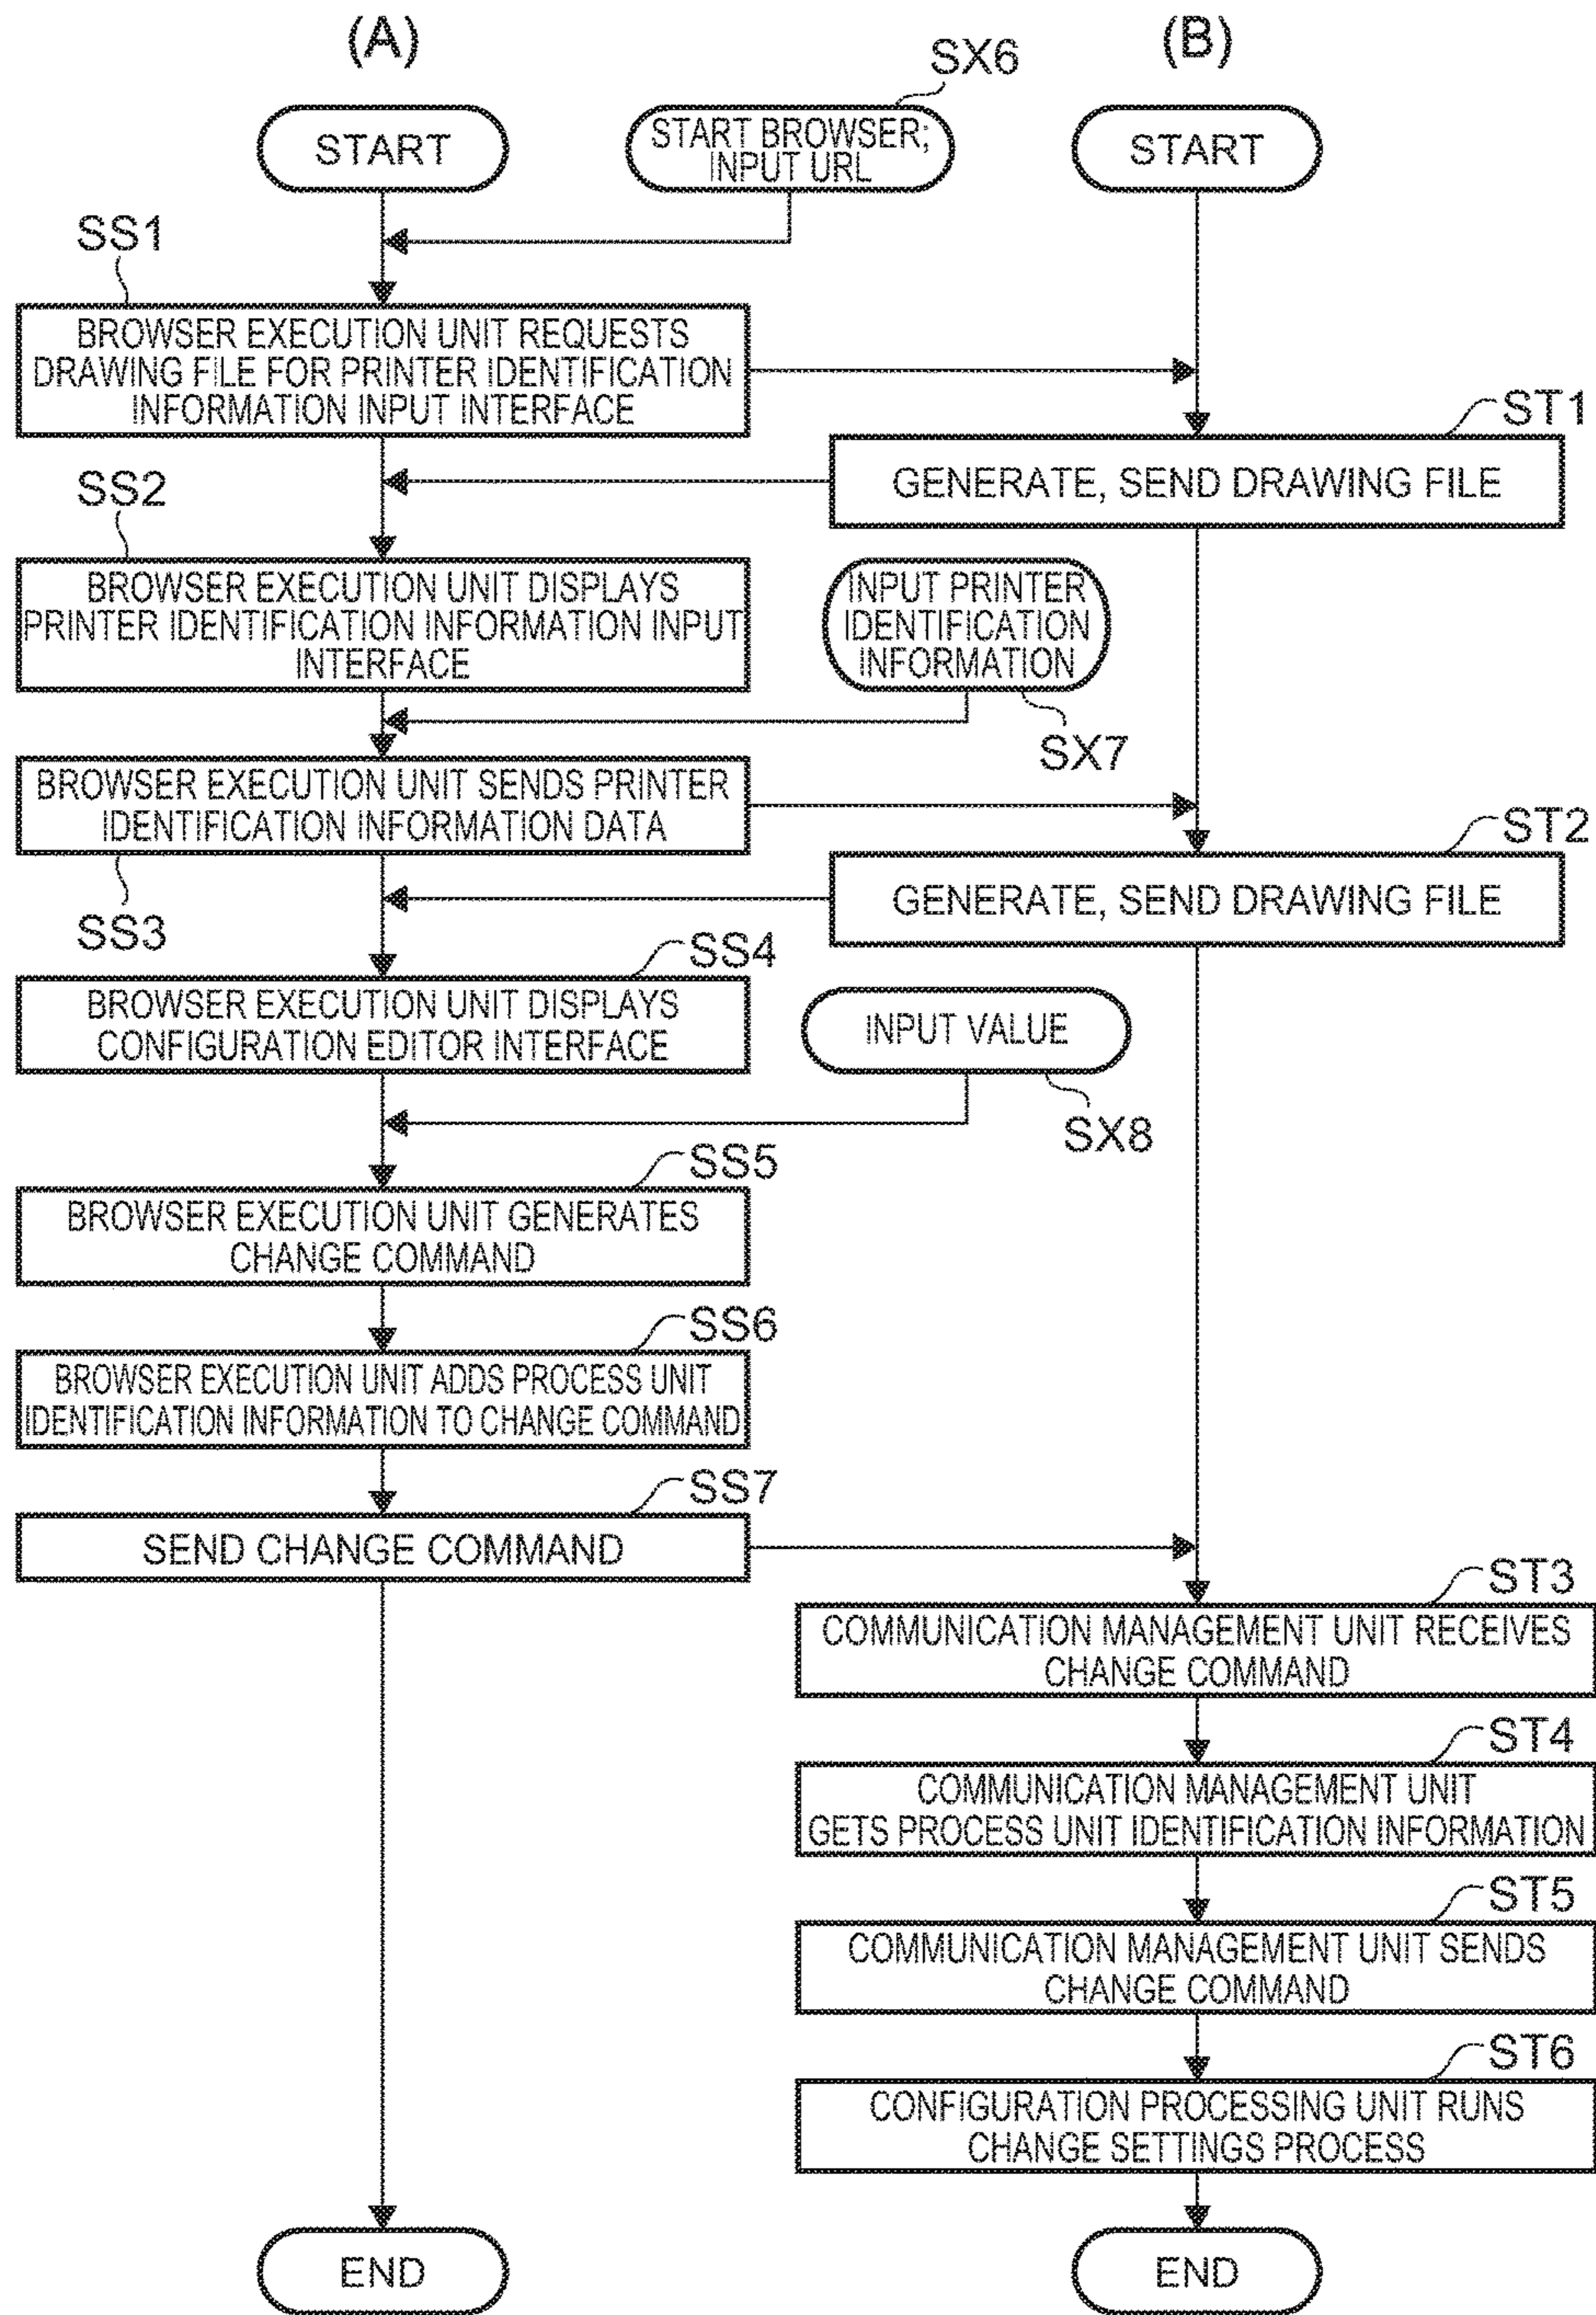 (A)
(B)
SX6
START
START BROWSER;
INPUT URL
START
SS1
BROWSER EXECUTION UNIT REQUESTS
DRAWING FILE FOR PRINTER IDENTIFICATION
INFORMATION INPUT INTERFACE
ST1
GENERATE, SEND DRAWING FILE
SS2
BROWSER EXECUTION UNIT DISPLAYS
PRINTER IDENTIFICATION INFORMATION INPUT
INTERFACE
INPUT PRINTER
IDENTIFICATION
INFORMATION
SX7
BROWSER EXECUTION UNIT SENDS PRINTER
IDENTIFICATION INFORMATION DATA
SS3
ST2
GENERATE, SEND DRAWING FILE
SS4
BROWSER EXECUTION UNIT DISPLAYS
CONFIGURATION EDITOR INTERFACE
INPUT VALUE
SX8
SS5
BROWSER EXECUTION UNIT GENERATES
CHANGE COMMAND
SS6
BROWSER EXECUTION UNIT ADDS PROCESS UNIT
IDENTIFICATION INFORMATION TO CHANGE COMMAND
SS7
SEND CHANGE COMMAND
ST3
COMMUNICATION MANAGEMENT UNIT RECEIVES
CHANGE COMMAND
ST4
COMMUNICATION MANAGEMENT UNIT
GETS PROCESS UNIT IDENTIFICATION INFORMATION
ST5
COMMUNICATION MANAGEMENT UNIT SENDS
CHANGE COMMAND
ST6
CONFIGURATION PROCESSING UNIT RUNS
CHANGE SETTINGS PROCESS
END
END